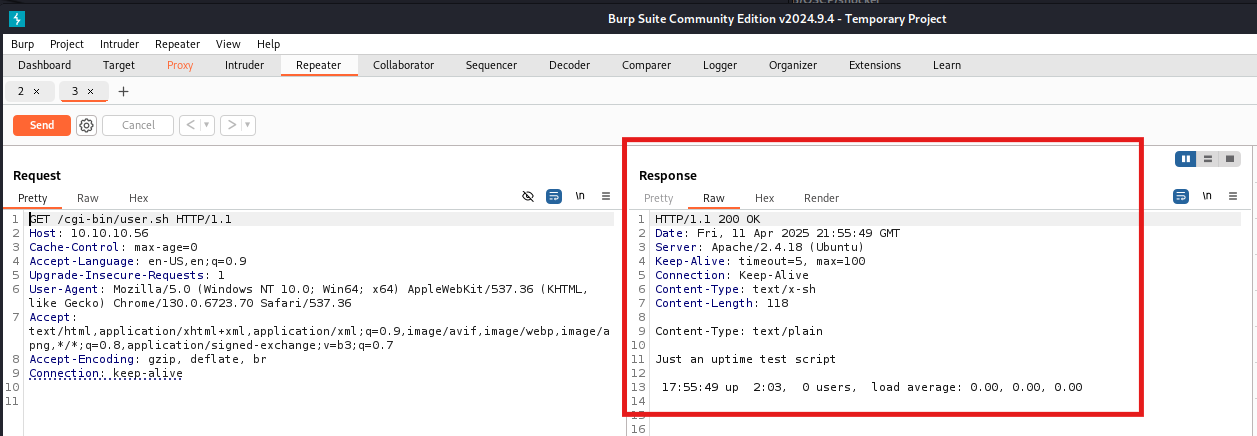 Burp Suite Community Edition v2024.9.4 - Temporary Project
Burp Project Intruder Repeater View Help
Dashboard Target Proxy Intruder Repeater Collaborator Sequencer Decoder Comparer Logger Organizer Extensions Learn
2 × 3 × +
Send Cancel < >
Request
Pretty Raw Hex \n
1 GET /cgi-bin/user.sh HTTP/1.1
2 Host: 10.10.10.56
3 Cache-Control: max-age=0
4 Accept-Language: en-US,en;q=0.9
5 Upgrade-Insecure-Requests: 1
6 User-Agent: Mozilla/5.0 (Windows NT 10.0; Win64; x64) AppleWebKit/537.36 (KHTML,
like Gecko) Chrome/130.0.6723.70 Safari/537.36
7 Accept:
text/html,application/xhtml+xml,application/xml;q=0.9,image/avif,image/webp,image/a
png,*/*;q=0.8,application/signed-exchange;v=b3;q=0.7
8 Accept-Encoding: gzip, deflate, br
9 Connection: keep-alive
10
11
Response
Pretty Raw Hex Render \n
1 HTTP/1.1 200 OK
2 Date: Fri, 11 Apr 2025 21:55:49 GMT
3 Server: Apache/2.4.18 (Ubuntu)
4 Keep-Alive: timeout=5, max=100
5 Connection: Keep-Alive
6 Content-Type: text/x-sh
7 Content-Length: 118
8
9 Content-Type: text/plain
10
11 Just an uptime test script
12
13 17:55:49 up 2:03, 0 users, load average: 0.00, 0.00, 0.00
14
15
16